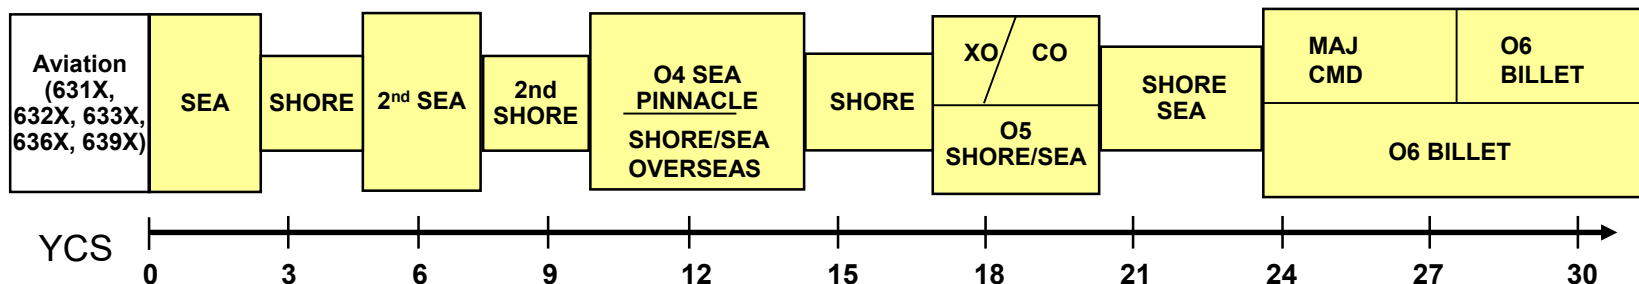 Aviation
(631X,
632X, 633X,
636X, 639X)
SEA
SHORE
2nd SEA
2nd
SHORE
O4 SEA
PINNACLE
SHORE/SEA
OVERSEAS
SHORE
XO/ CO
O5
SHORE/SEA
SHORE
SEA
MAJ
CMD
O6
BILLET
O6 BILLET
YCS
0 3 6 9 12 15 18 21 24 27 30